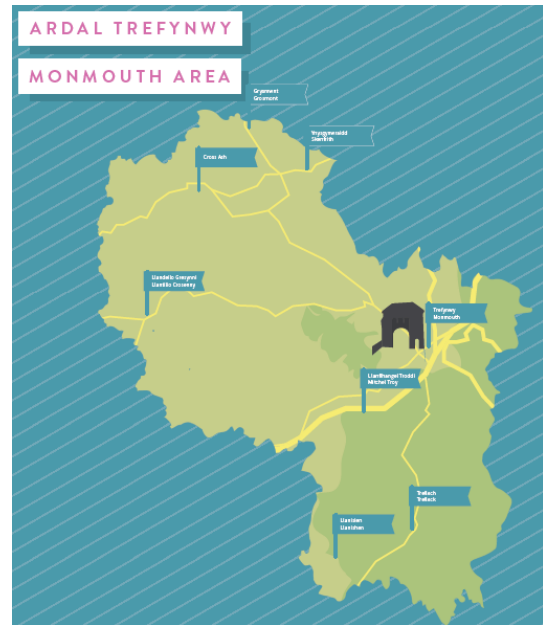 ARDAL TREFYNWY
MONMOUTH AREA
Grysmwnt
Grosmont
Ynysgynwraidd
Skenfrith
Cross Ash
Llandeilo Gresynni
Llantilio Crossenny
Trefynwy
Monmouth
Llanfihangel Troddi
Mitchel Troy
Tryleg
Trellech
Llanisien
Llanishen